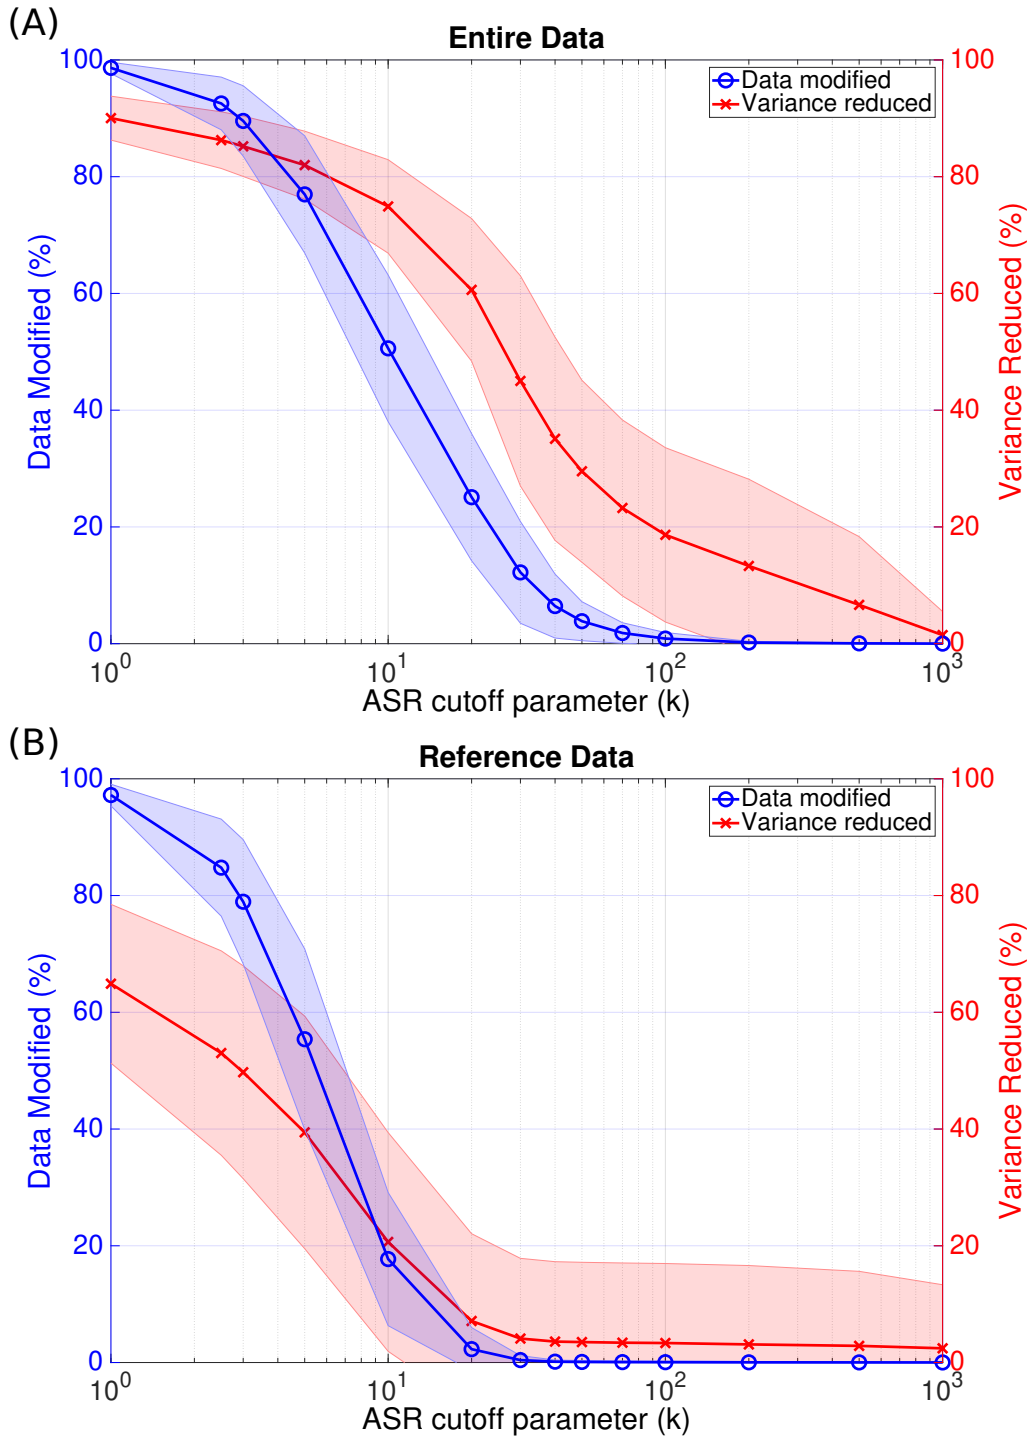 (A)
Entire Data
Data modified
Variance reduced
100
80
60
40
20
0
Data Modified (%)
100
80
60
40
20
0
Variance Reduced (%)
10^0
10^1
10^2
10^3
ASR cutoff parameter (k)
(B)
Reference Data
Data modified
Variance reduced
100
80
60
40
20
0
Data Modified (%)
100
80
60
40
20
0
Variance Reduced (%)
10^0
10^1
10^2
10^3
ASR cutoff parameter (k)